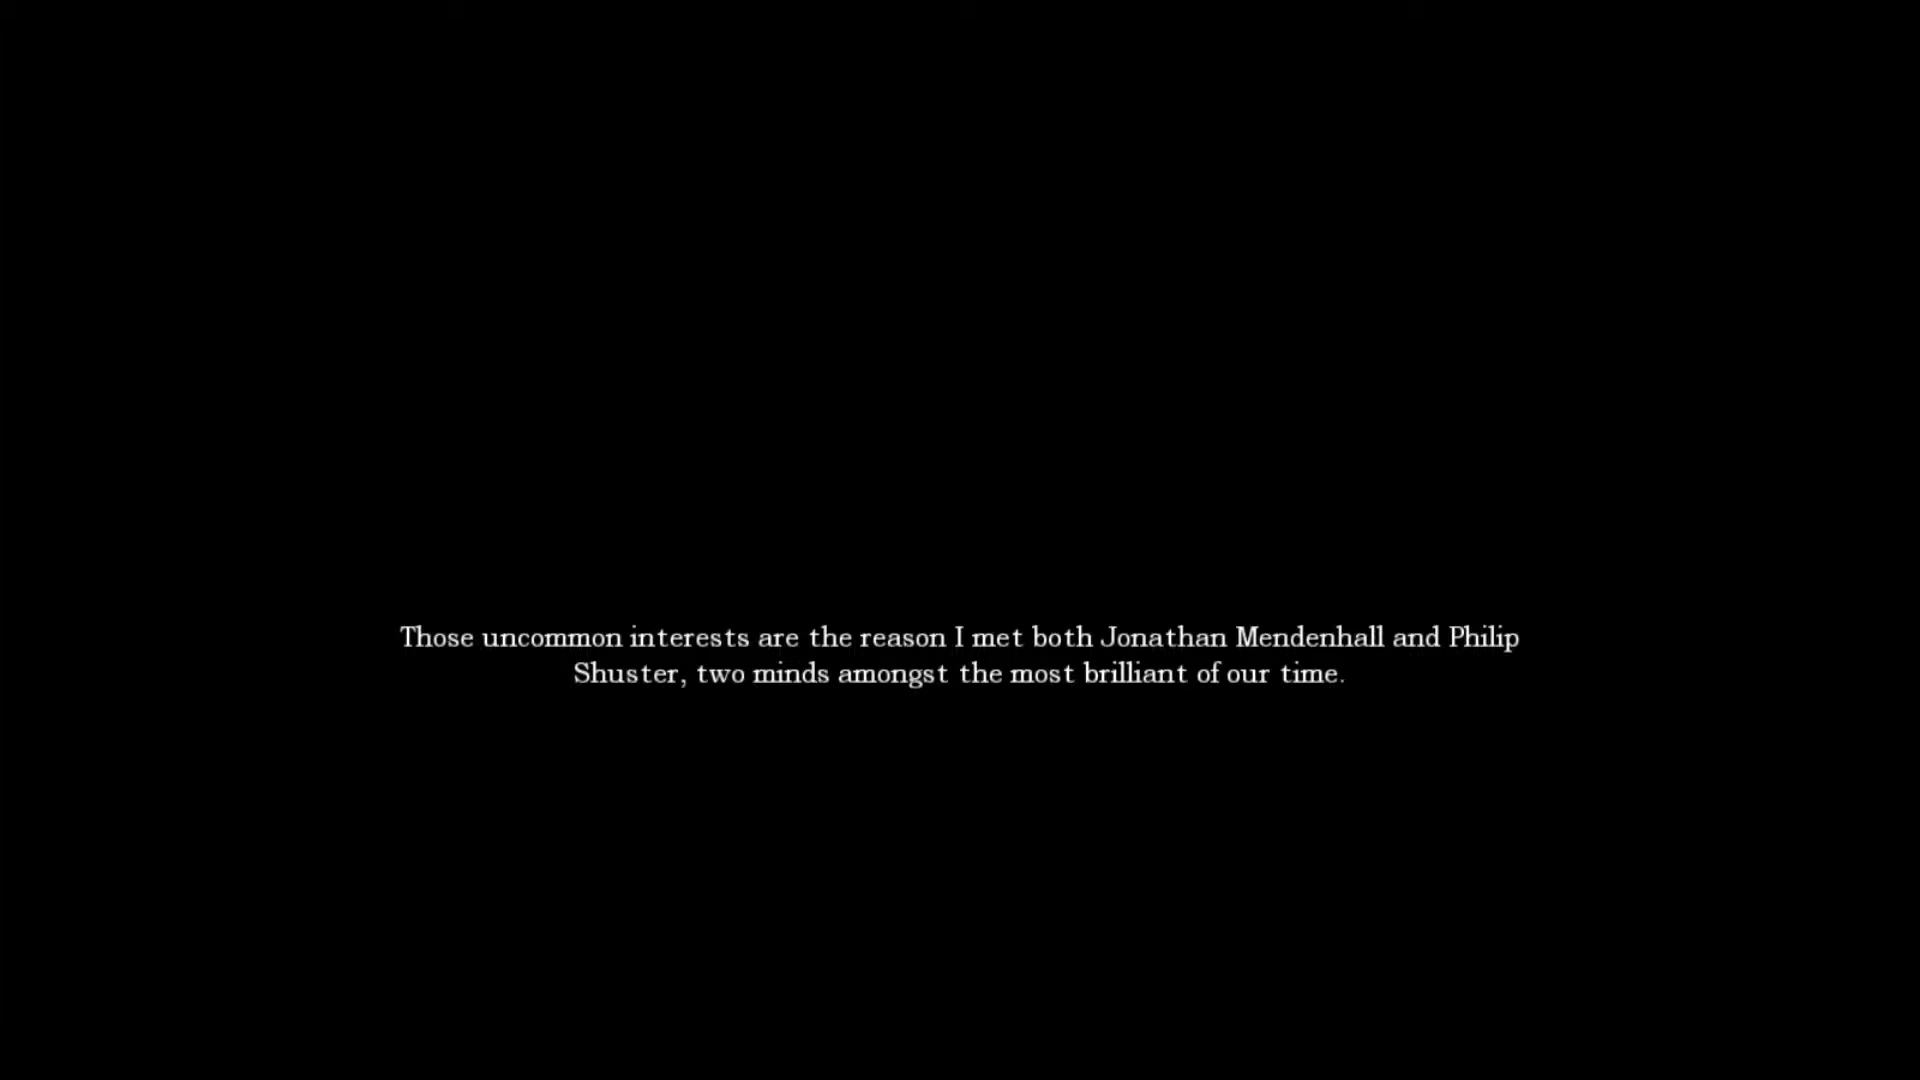 Those uncommon interests are the reason I met both Jonathan Mendenhall and Philip
Shuster, two minds amongst the most brilliant of our time.